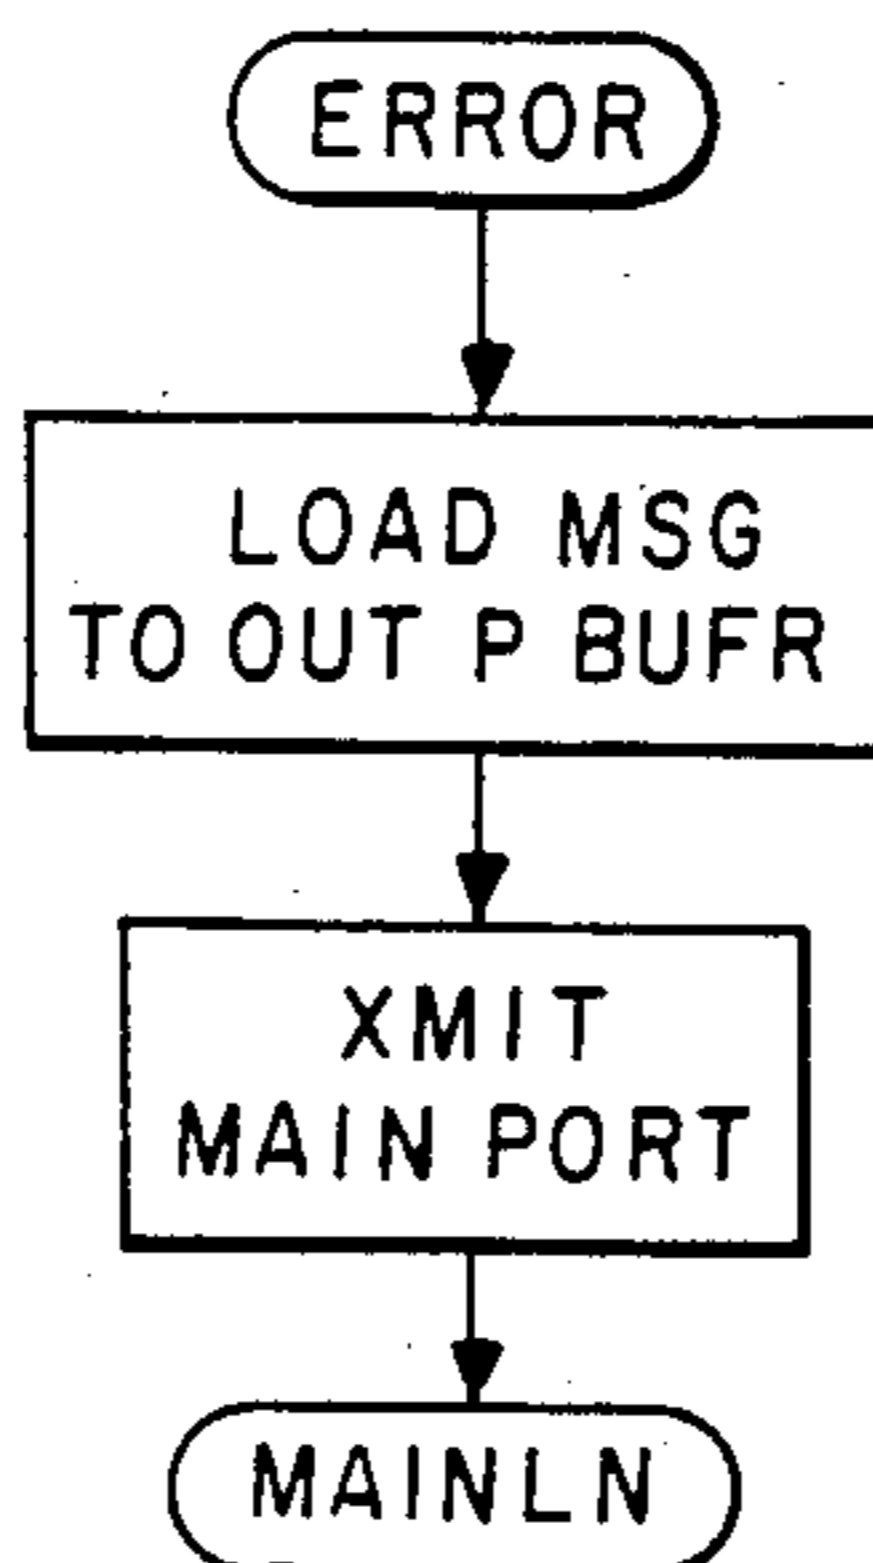 ERROR
LOAD MSG
TO OUT P BUFR
XMIT
MAIN PORT
MAINLN